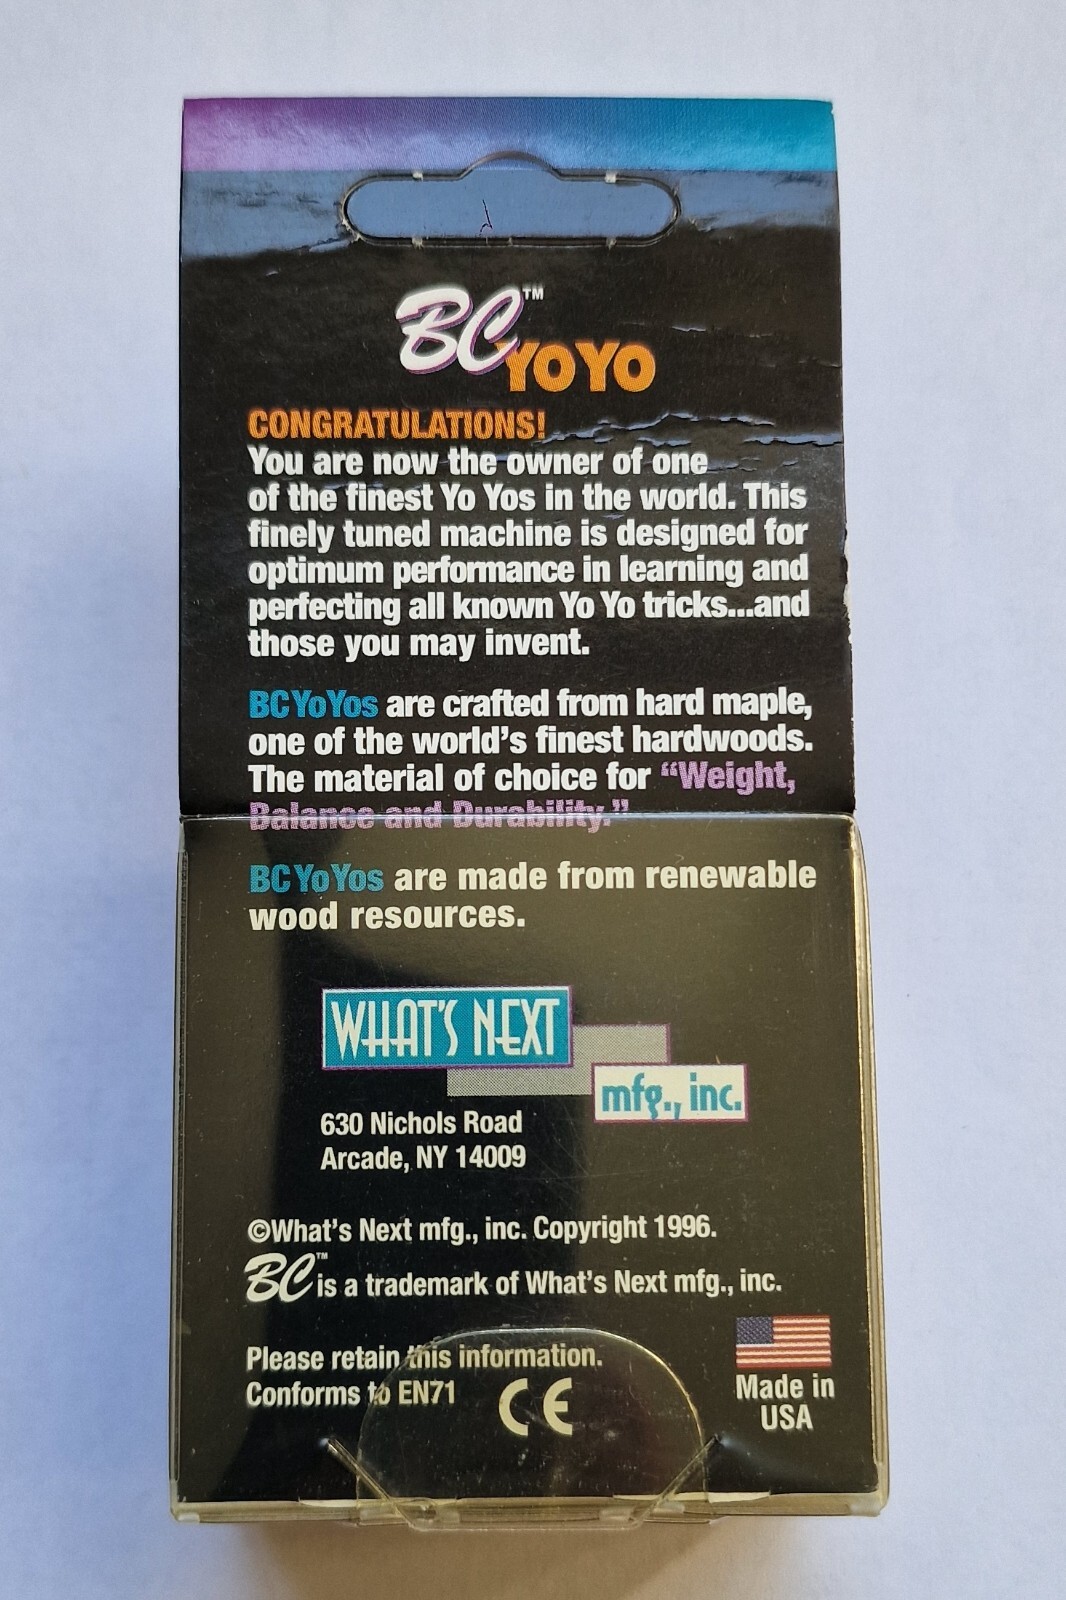 BC™
YOYO
CONGRATULATIONS!
You are now the owner of one
of the finest Yo Yos in the world. This
finely tuned machine is designed for
optimum performance in learning and
perfecting all known Yo Yo tricks...and
those you may invent.
BC YoYos are crafted from hard maple,
one of the world's finest hardwoods.
The material of choice for “Weight,
Balance and Durability.”
BC YoYos are made from renewable
wood resources.
WHAT'S NEXT
mfg., inc.
630 Nichols Road
Arcade, NY 14009
©What's Next mfg., inc. Copyright 1996.
BC™ is a trademark of What's Next mfg., inc.
Please retain this information.
Conforms to EN71
CE
Made in
USA